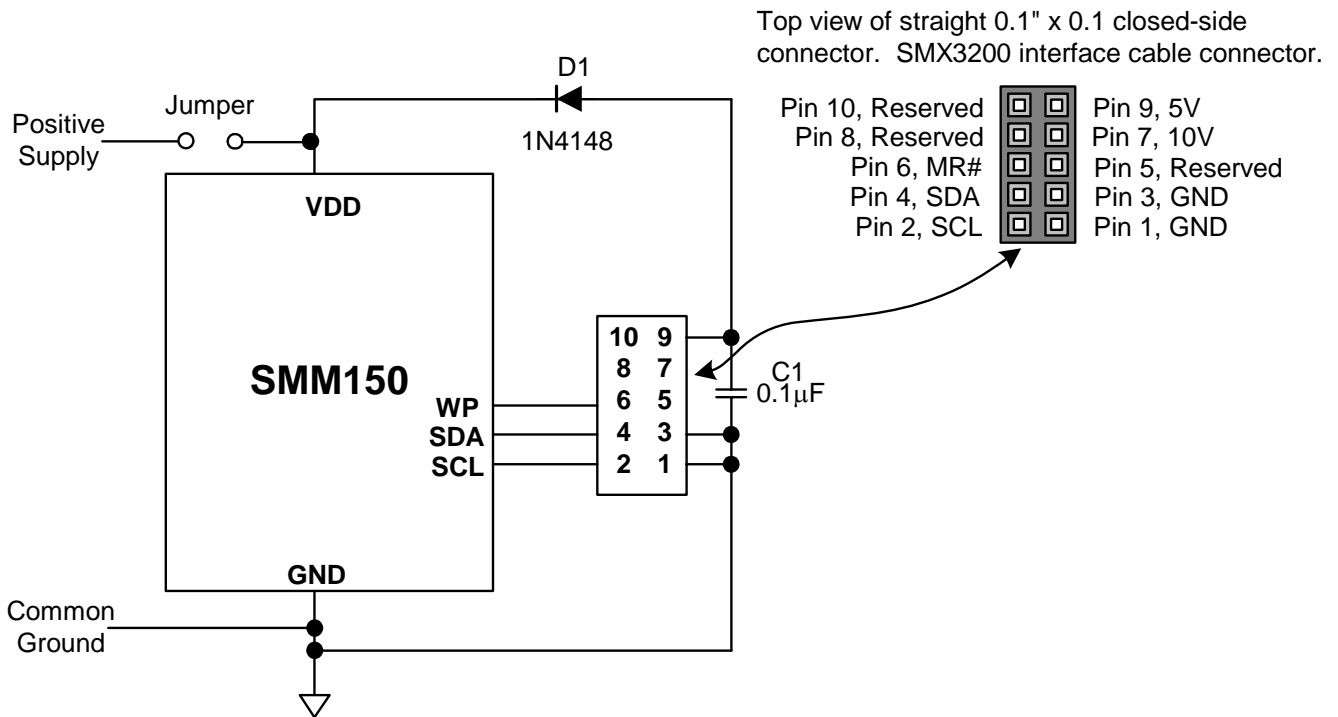 Top view of straight 0.1" x 0.1 closed-side
connector. SMX3200 interface cable connector.
D1
1N4148
Jumper
Positive
Supply
Pin 10, Reserved
Pin 9, 5V
Pin 8, Reserved
Pin 7, 10V
Pin 6, MR#
Pin 5, Reserved
Pin 4, SDA
Pin 3, GND
Pin 2, SCL
Pin 1, GND
VDD
SMM150
WP
SDA
SCL
GND
10 9
8 7
6 5
4 3
2 1
C1
0.1μF
Common
Ground